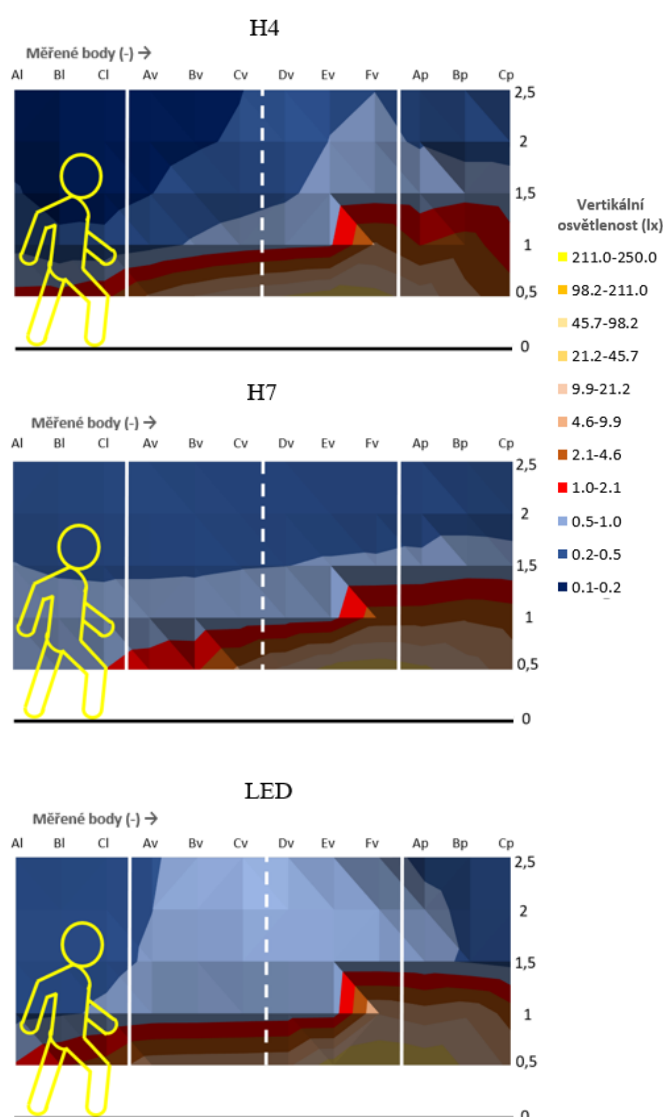 H4
Měřené body (-) →
Al Bl Cl Av Bv Cv Dv Ev Fv Ap Bp Cp
2,5
2
1,5
1
0,5
0
Vertikální
osvětlenost (lx)
211.0-250.0
98.2-211.0
45.7-98.2
21.2-45.7
9.9-21.2
4.6-9.9
2.1-4.6
1.0-2.1
0.5-1.0
0.2-0.5
0.1-0.2
H7
Měřené body (-) →
Al Bl Cl Av Bv Cv Dv Ev Fv Ap Bp Cp
2,5
2
1,5
1
0,5
0
LED
Měřené body (-) →
Al Bl Cl Av Bv Cv Dv Ev Fv Ap Bp Cp
2,5
2
1,5
1
0,5
0